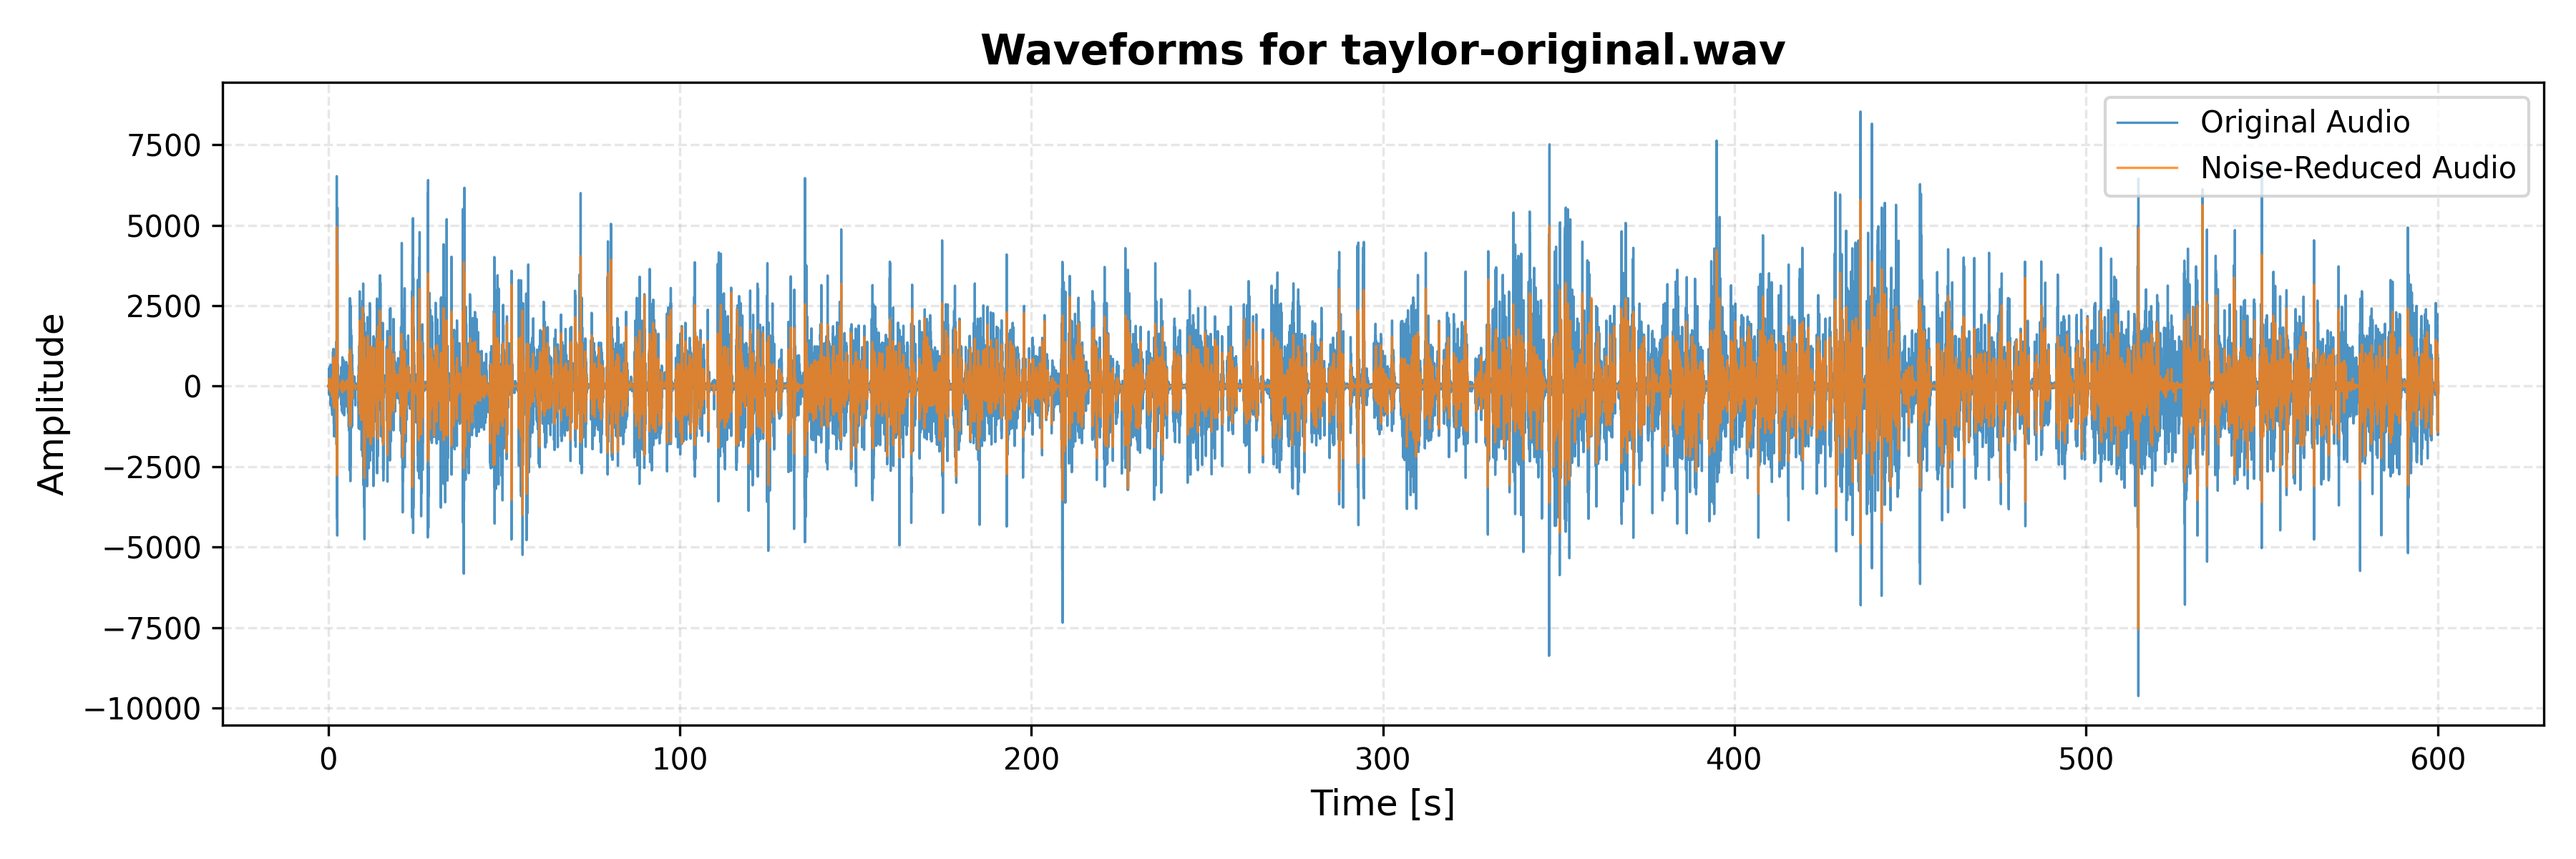 Waveforms for taylor-original.wav
Original Audio
Noise-Reduced Audio
Amplitude
7500
5000
2500
0
−2500
−5000
−7500
−10000
0 100 200 300 400 500 600
Time [s]